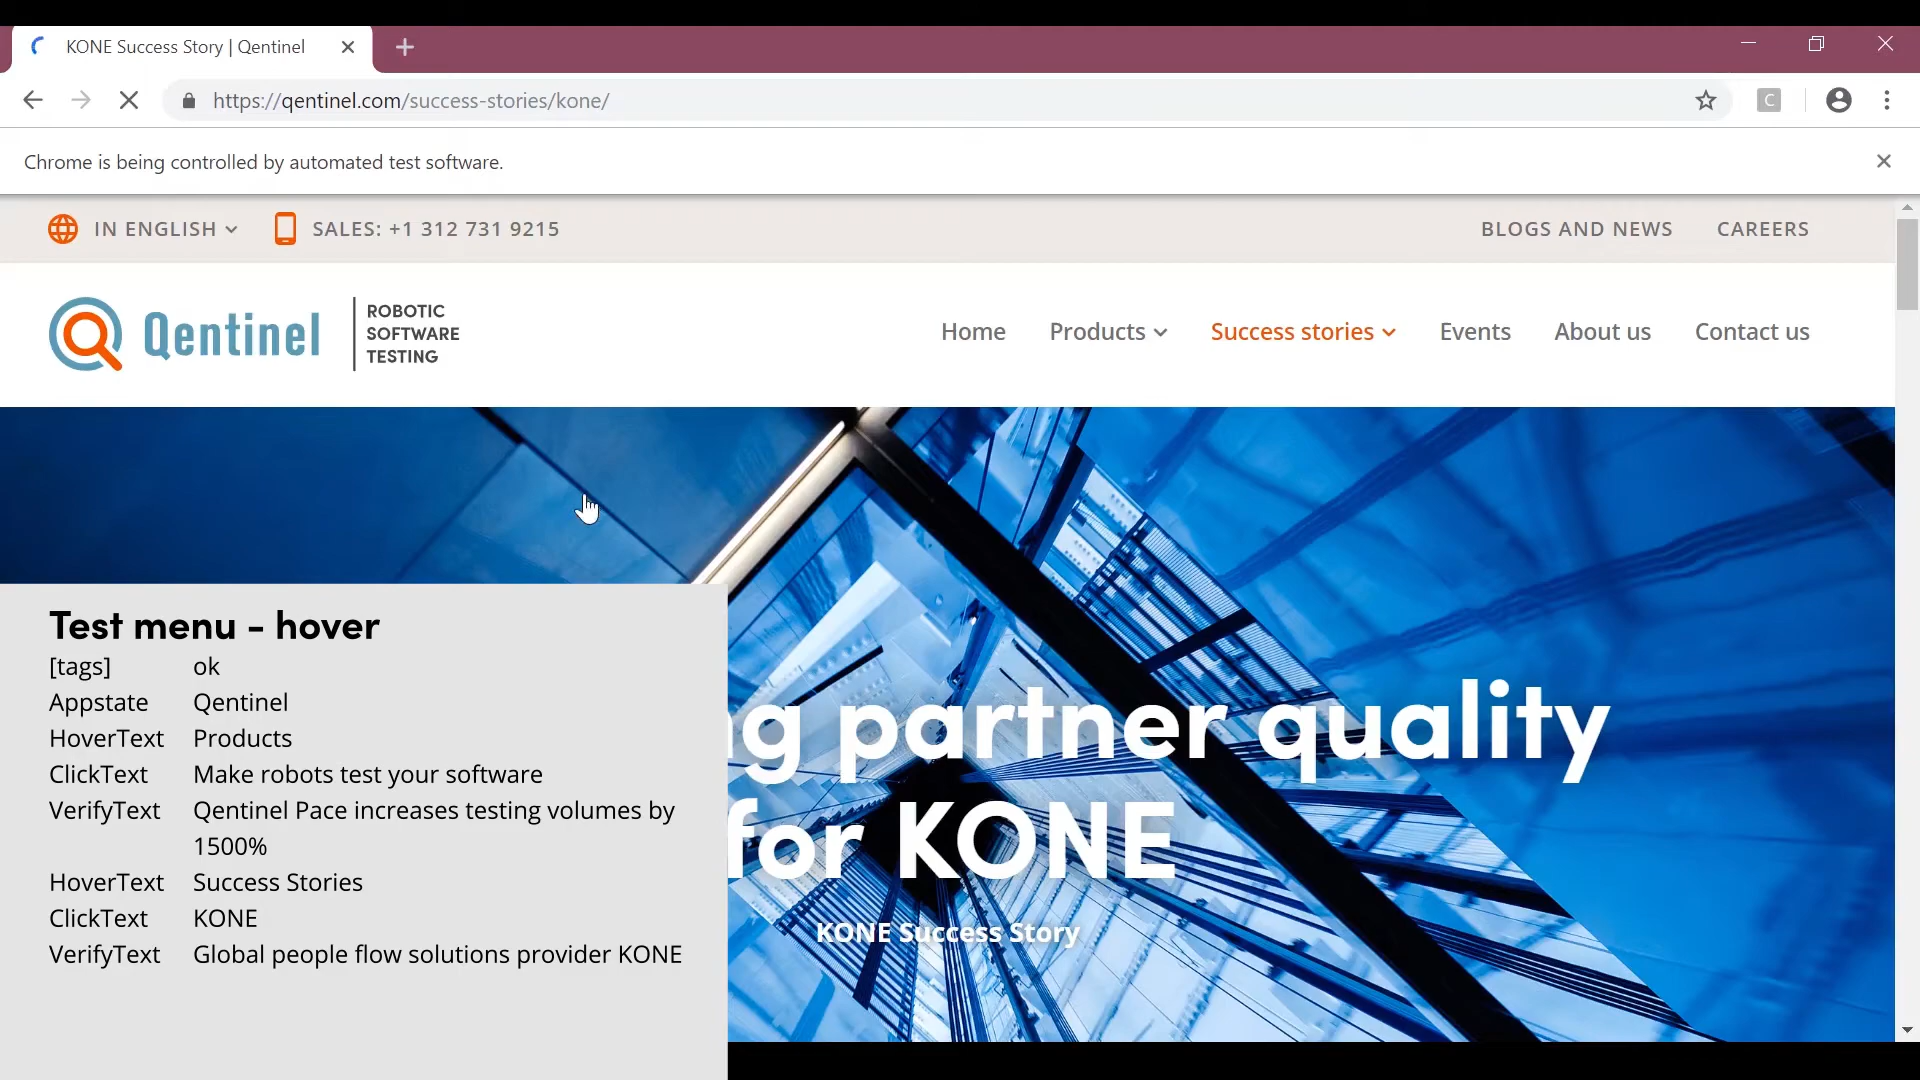 KONE Success Story | Qentinel
https://qentinel.com/success-stories/kone/
C
Chrome is being controlled by automated test software.
IN ENGLISH
SALES: +1 312 731 9215
BLOGS AND NEWS
CAREERS
Qentinel
ROBOTIC
SOFTWARE
TESTING
Home
Products
Success stories
Events
About us
Contact us
partner quality
for KONE
KONE Success Story
Test menu - hover
[tags] ok
Appstate Qentinel
HoverText Products
ClickText Make robots test your software
VerifyText Qentinel Pace increases testing volumes by
1500%
HoverText Success Stories
ClickText KONE
VerifyText Global people flow solutions provider KONE